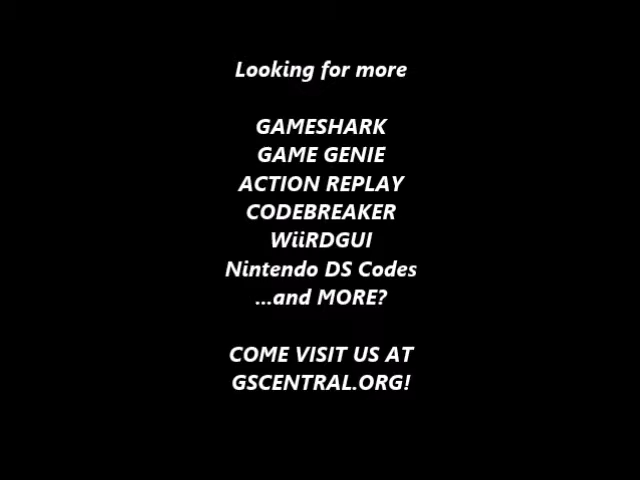 Looking for more
GAMESHARK
GAME GENIE
ACTION REPLAY
CODEBREAKER
WiiRDGUI
Nintendo DS Codes
...and MORE?
COME VISIT US AT
GSCENTRAL.ORG!